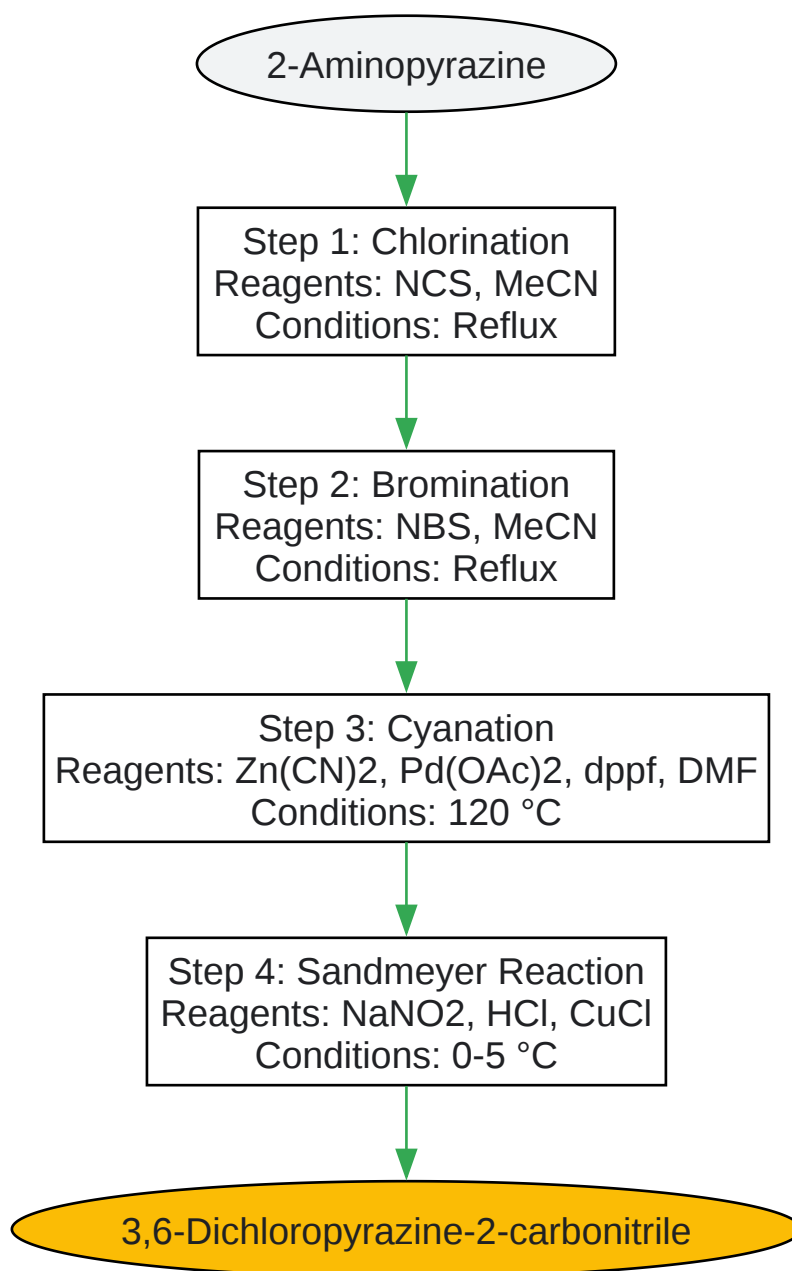 2-Aminopyrazine
Step 1: Chlorination
Reagents: NCS, MeCN
Conditions: Reflux
Step 2: Bromination
Reagents: NBS, MeCN
Conditions: Reflux
Step 3: Cyanation
Reagents: Zn(CN)2, Pd(OAc)2, dppf, DMF
Conditions: 120 °C
Step 4: Sandmeyer Reaction
Reagents: NaNO2, HCl, CuCl
Conditions: 0-5 °C
3,6-Dichloropyrazine-2-carbonitrile